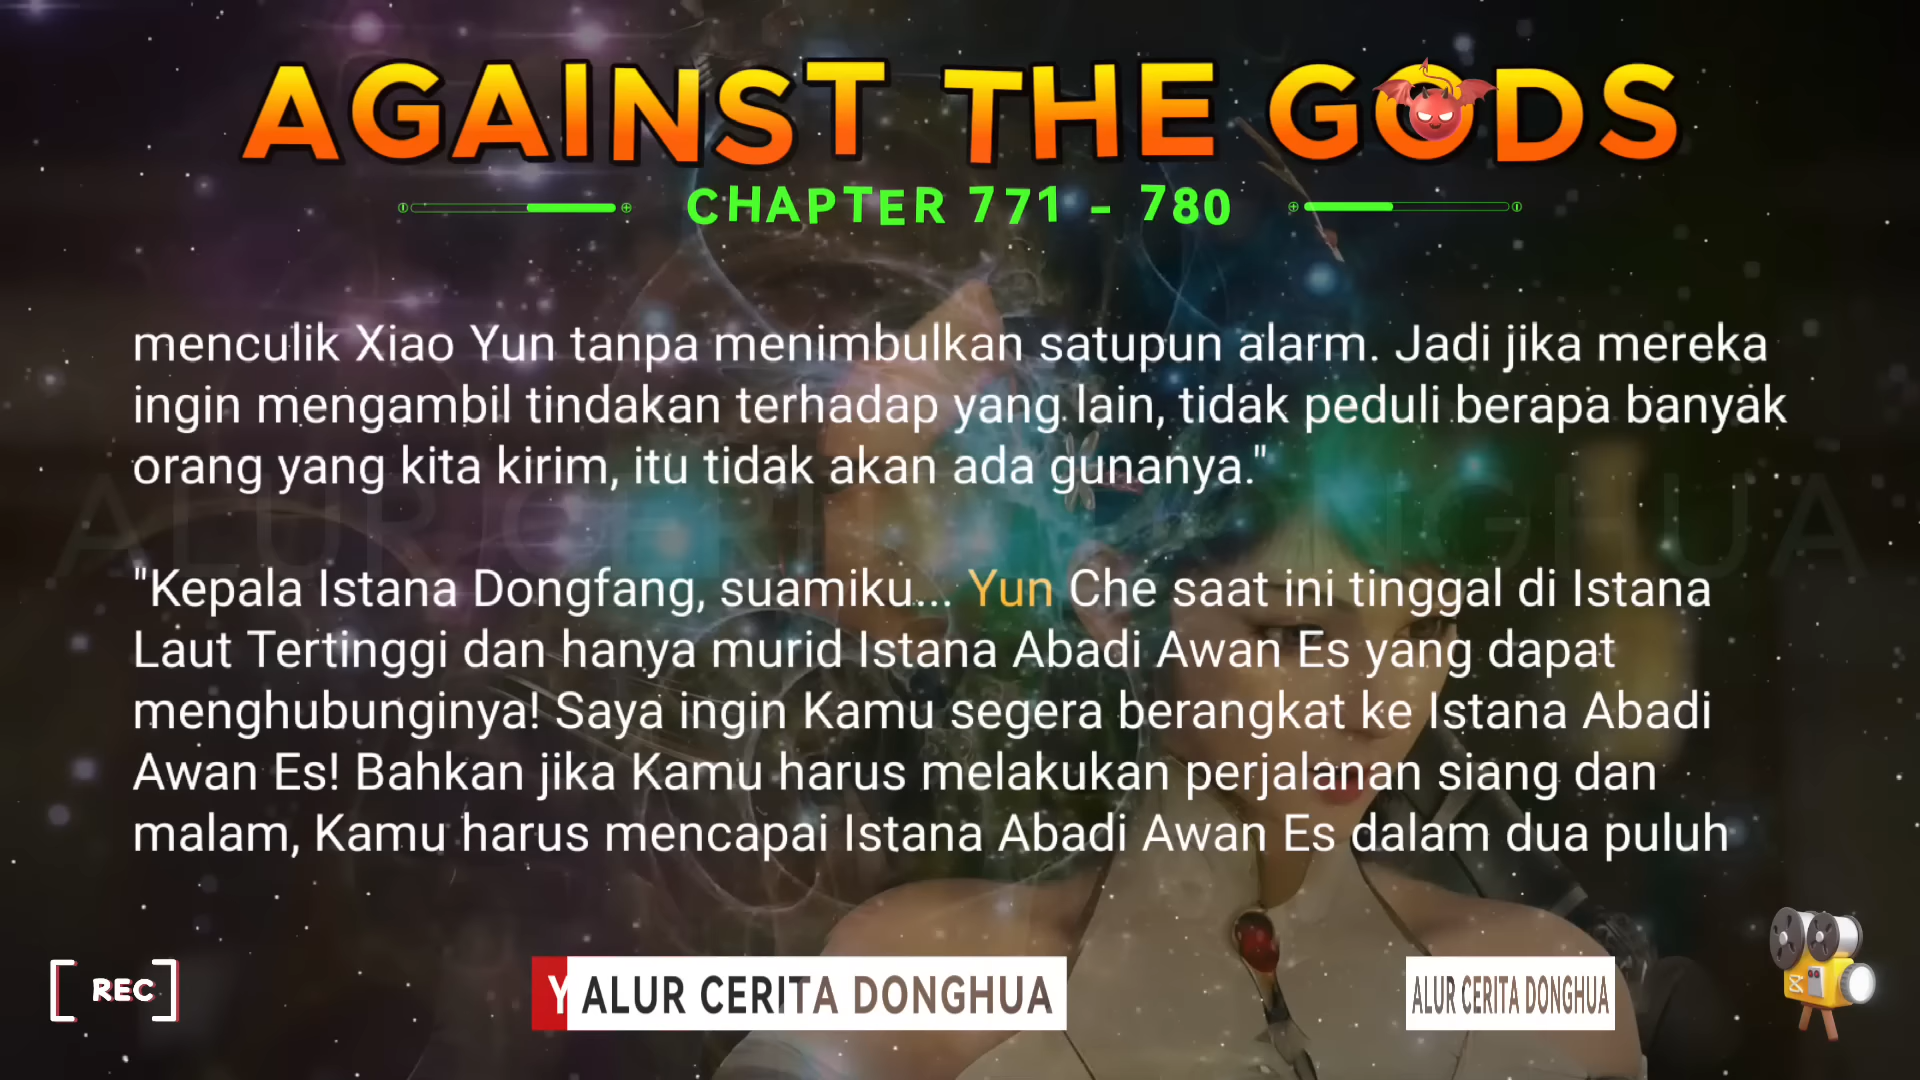 AGAINST THE GODS
CHAPTER 771 - 780
menculik Xiao Yun tanpa menimbulkan satupun alarm. Jadi jika mereka
ingin mengambil tindakan terhadap yang lain, tidak peduli berapa banyak
orang yang kita kirim, itu tidak akan ada gunanya."
ALUR CERITA DONGHUA
"Kepala Istana Dongfang, suamiku... Yun Che saat ini tinggal di Istana
Laut Tertinggi dan hanya murid Istana Abadi Awan Es yang dapat
menghubunginya! Saya ingin Kamu segera berangkat ke Istana Abadi
Awan Es! Bahkan jika Kamu harus melakukan perjalanan siang dan
malam, Kamu harus mencapai Istana Abadi Awan Es dalam dua puluh
REC
Y ALUR CERITA DONGHUA
ALUR CERITA DONGHUA